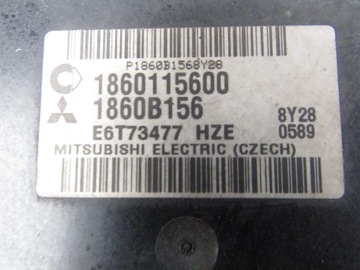 P1860B1568Y28
1860115600
1860B156 8Y28
E6T73477 HZE 0589
MITSUBISHI ELECTRIC (CZECH)